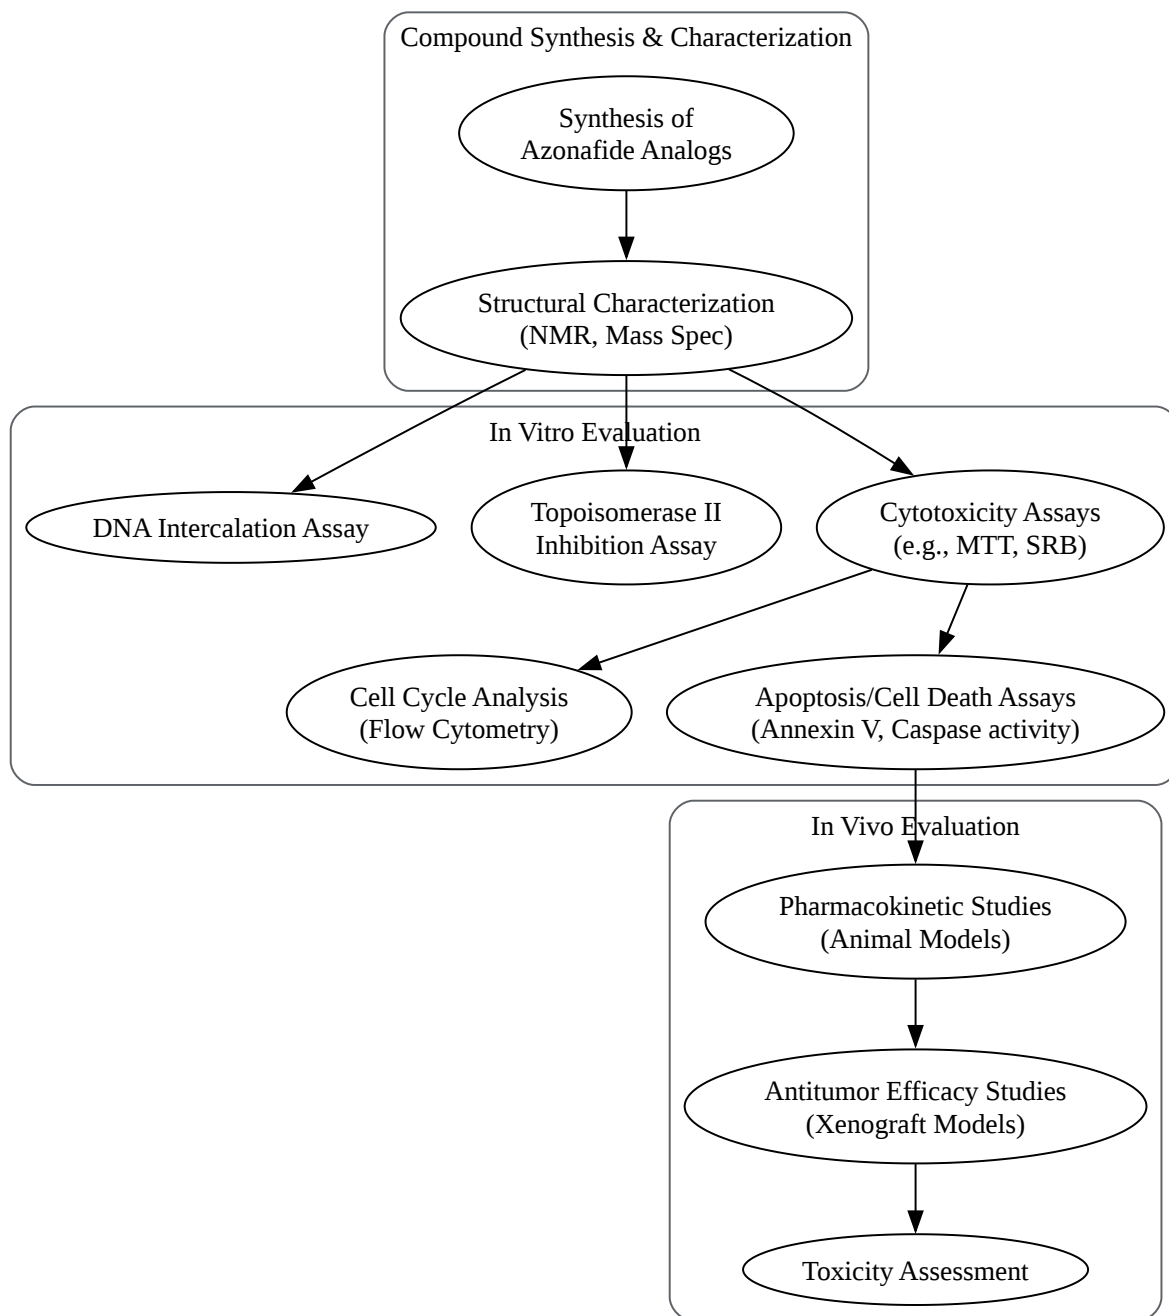 Compound Synthesis & Characterization
Synthesis of
Azonafide Analogs
Structural Characterization
(NMR, Mass Spec)
In Vitro Evaluation
DNA Intercalation Assay
Topoisomerase II
Inhibition Assay
Cytotoxicity Assays
(e.g., MTT, SRB)
Cell Cycle Analysis
(Flow Cytometry)
Apoptosis/Cell Death Assays
(Annexin V, Caspase activity)
In Vivo Evaluation
Pharmacokinetic Studies
(Animal Models)
Antitumor Efficacy Studies
(Xenograft Models)
Toxicity Assessment